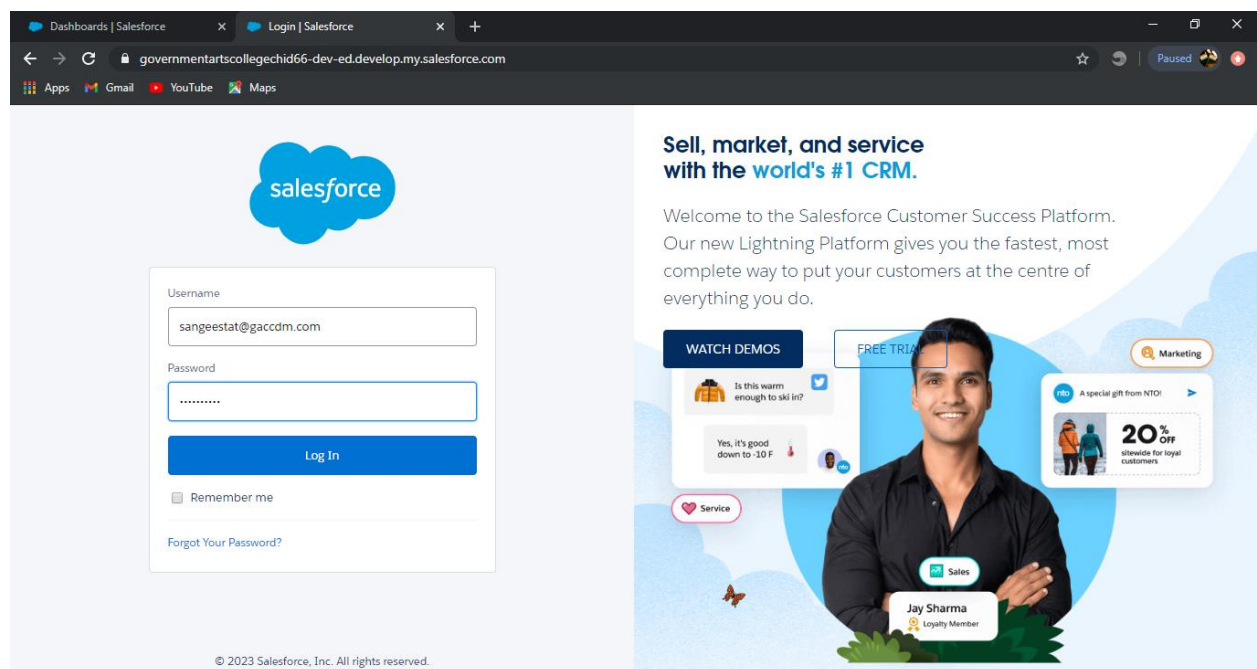 Dashboards | Salesforce
Login | Salesforce
governmentartscollegechid66-dev-ed.develop.my.salesforce.com
Paused
Apps
Gmail
YouTube
Maps
salesforce
Username
sangeestat@gaccdm.com
Password
Log In
Remember me
Forgot Your Password?
© 2023 Salesforce, Inc. All rights reserved.
Sell, market, and service
with the world's #1 CRM.
Welcome to the Salesforce Customer Success Platform.
Our new Lightning Platform gives you the fastest, most
complete way to put your customers at the centre of
everything you do.
WATCH DEMOS
FREE TRIAL
Marketing
Is this warm
enough to ski in?
Yes, it's good
down to -10 F
nto
nto
A special gift from NTO!
20% OFF
sitewide for loyal
customers
Service
Sales
Jay Sharma
Loyalty Member